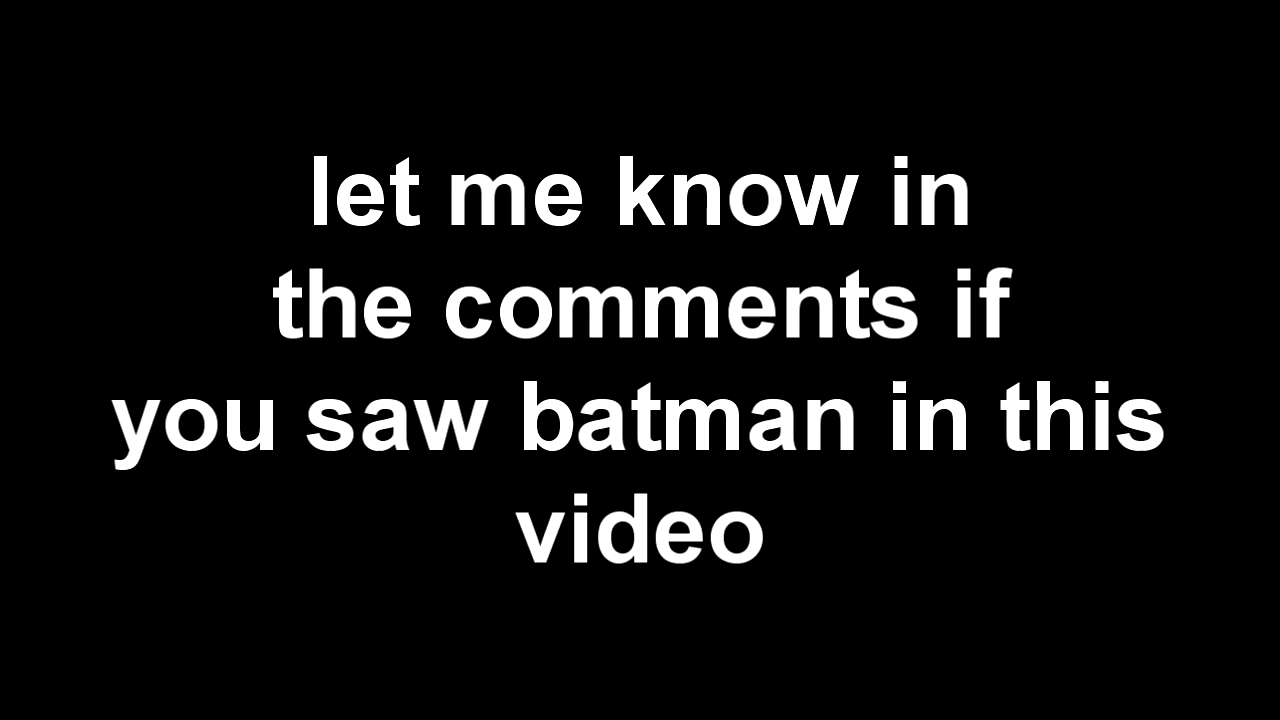 let me know in
the comments if
you saw batman in this
video